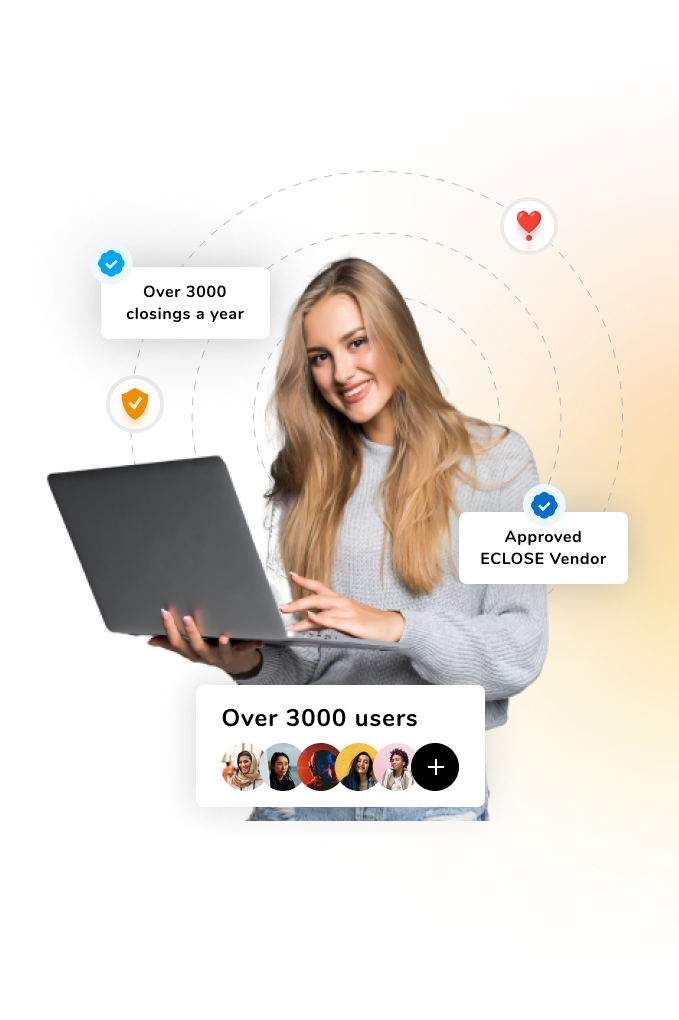 Over 3000
closings a year
Approved
ECLOSE Vendor
Over 3000 users